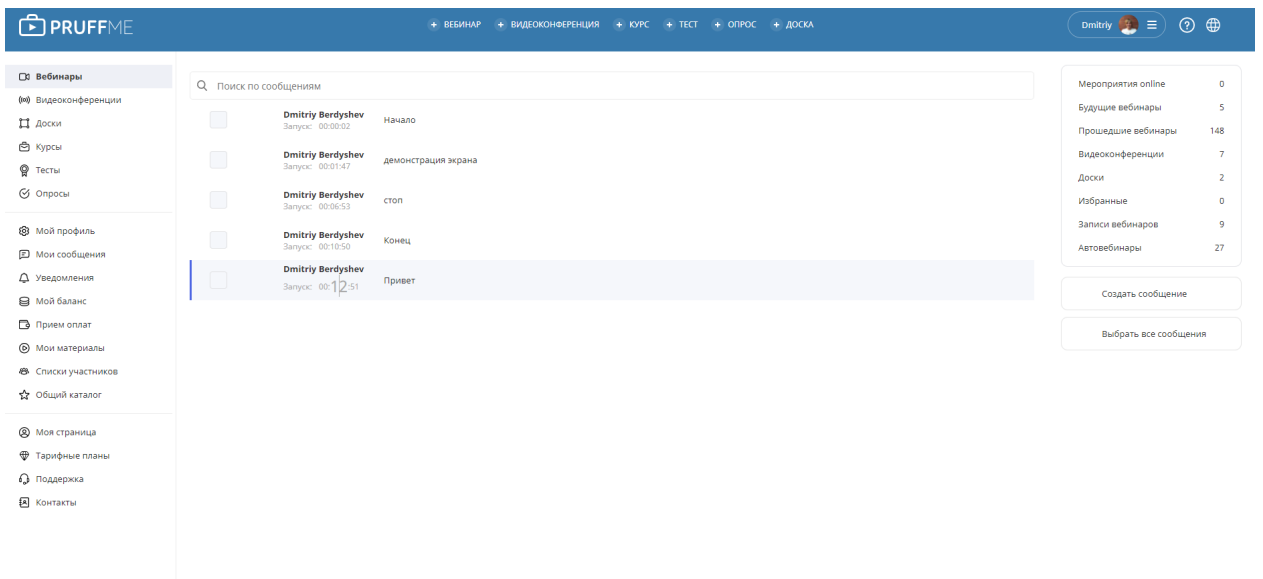 PRUFFME
ВЕБИНАР ВИДЕОКОНФЕРЕНЦИЯ КУРС ТЕСТ ОПРОС ДОСКА
Dmitriy
Вебинары
Видеоконференции
Доски
Курсы
Тесты
Опросы
Мой профиль
Мои сообщения
Уведомления
Мой баланс
Прием оплат
Мои материалы
Списки участников
Общий каталог
Моя страница
Тарифные планы
Поддержка
Контакты
Поиск по сообщениям
Dmitriy Berdyshev
Запуск: 00:00:02
Начало
Dmitriy Berdyshev
Запуск: 00:01:47
демонстрация экрана
Dmitriy Berdyshev
Запуск: 00:06:53
стоп
Dmitriy Berdyshev
Запуск: 00:10:50
Конец
Dmitriy Berdyshev
Запуск: 00:12:51
Привет
Мероприятия online 0
Будущие вебинары 5
Прошедшие вебинары 148
Видеоконференции 7
Доски 2
Избранные 0
Записи вебинаров 9
Автовебинары 27
Создать сообщение
Выбрать все сообщения